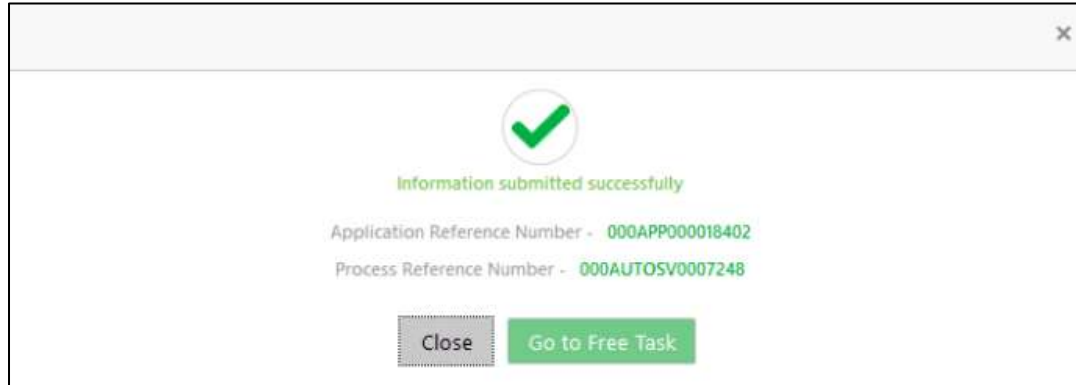 ×
Information submitted successfully
Application Reference Number - 000APP000018402
Process Reference Number - 000AUTOSV0007248
Close Go to Free Task